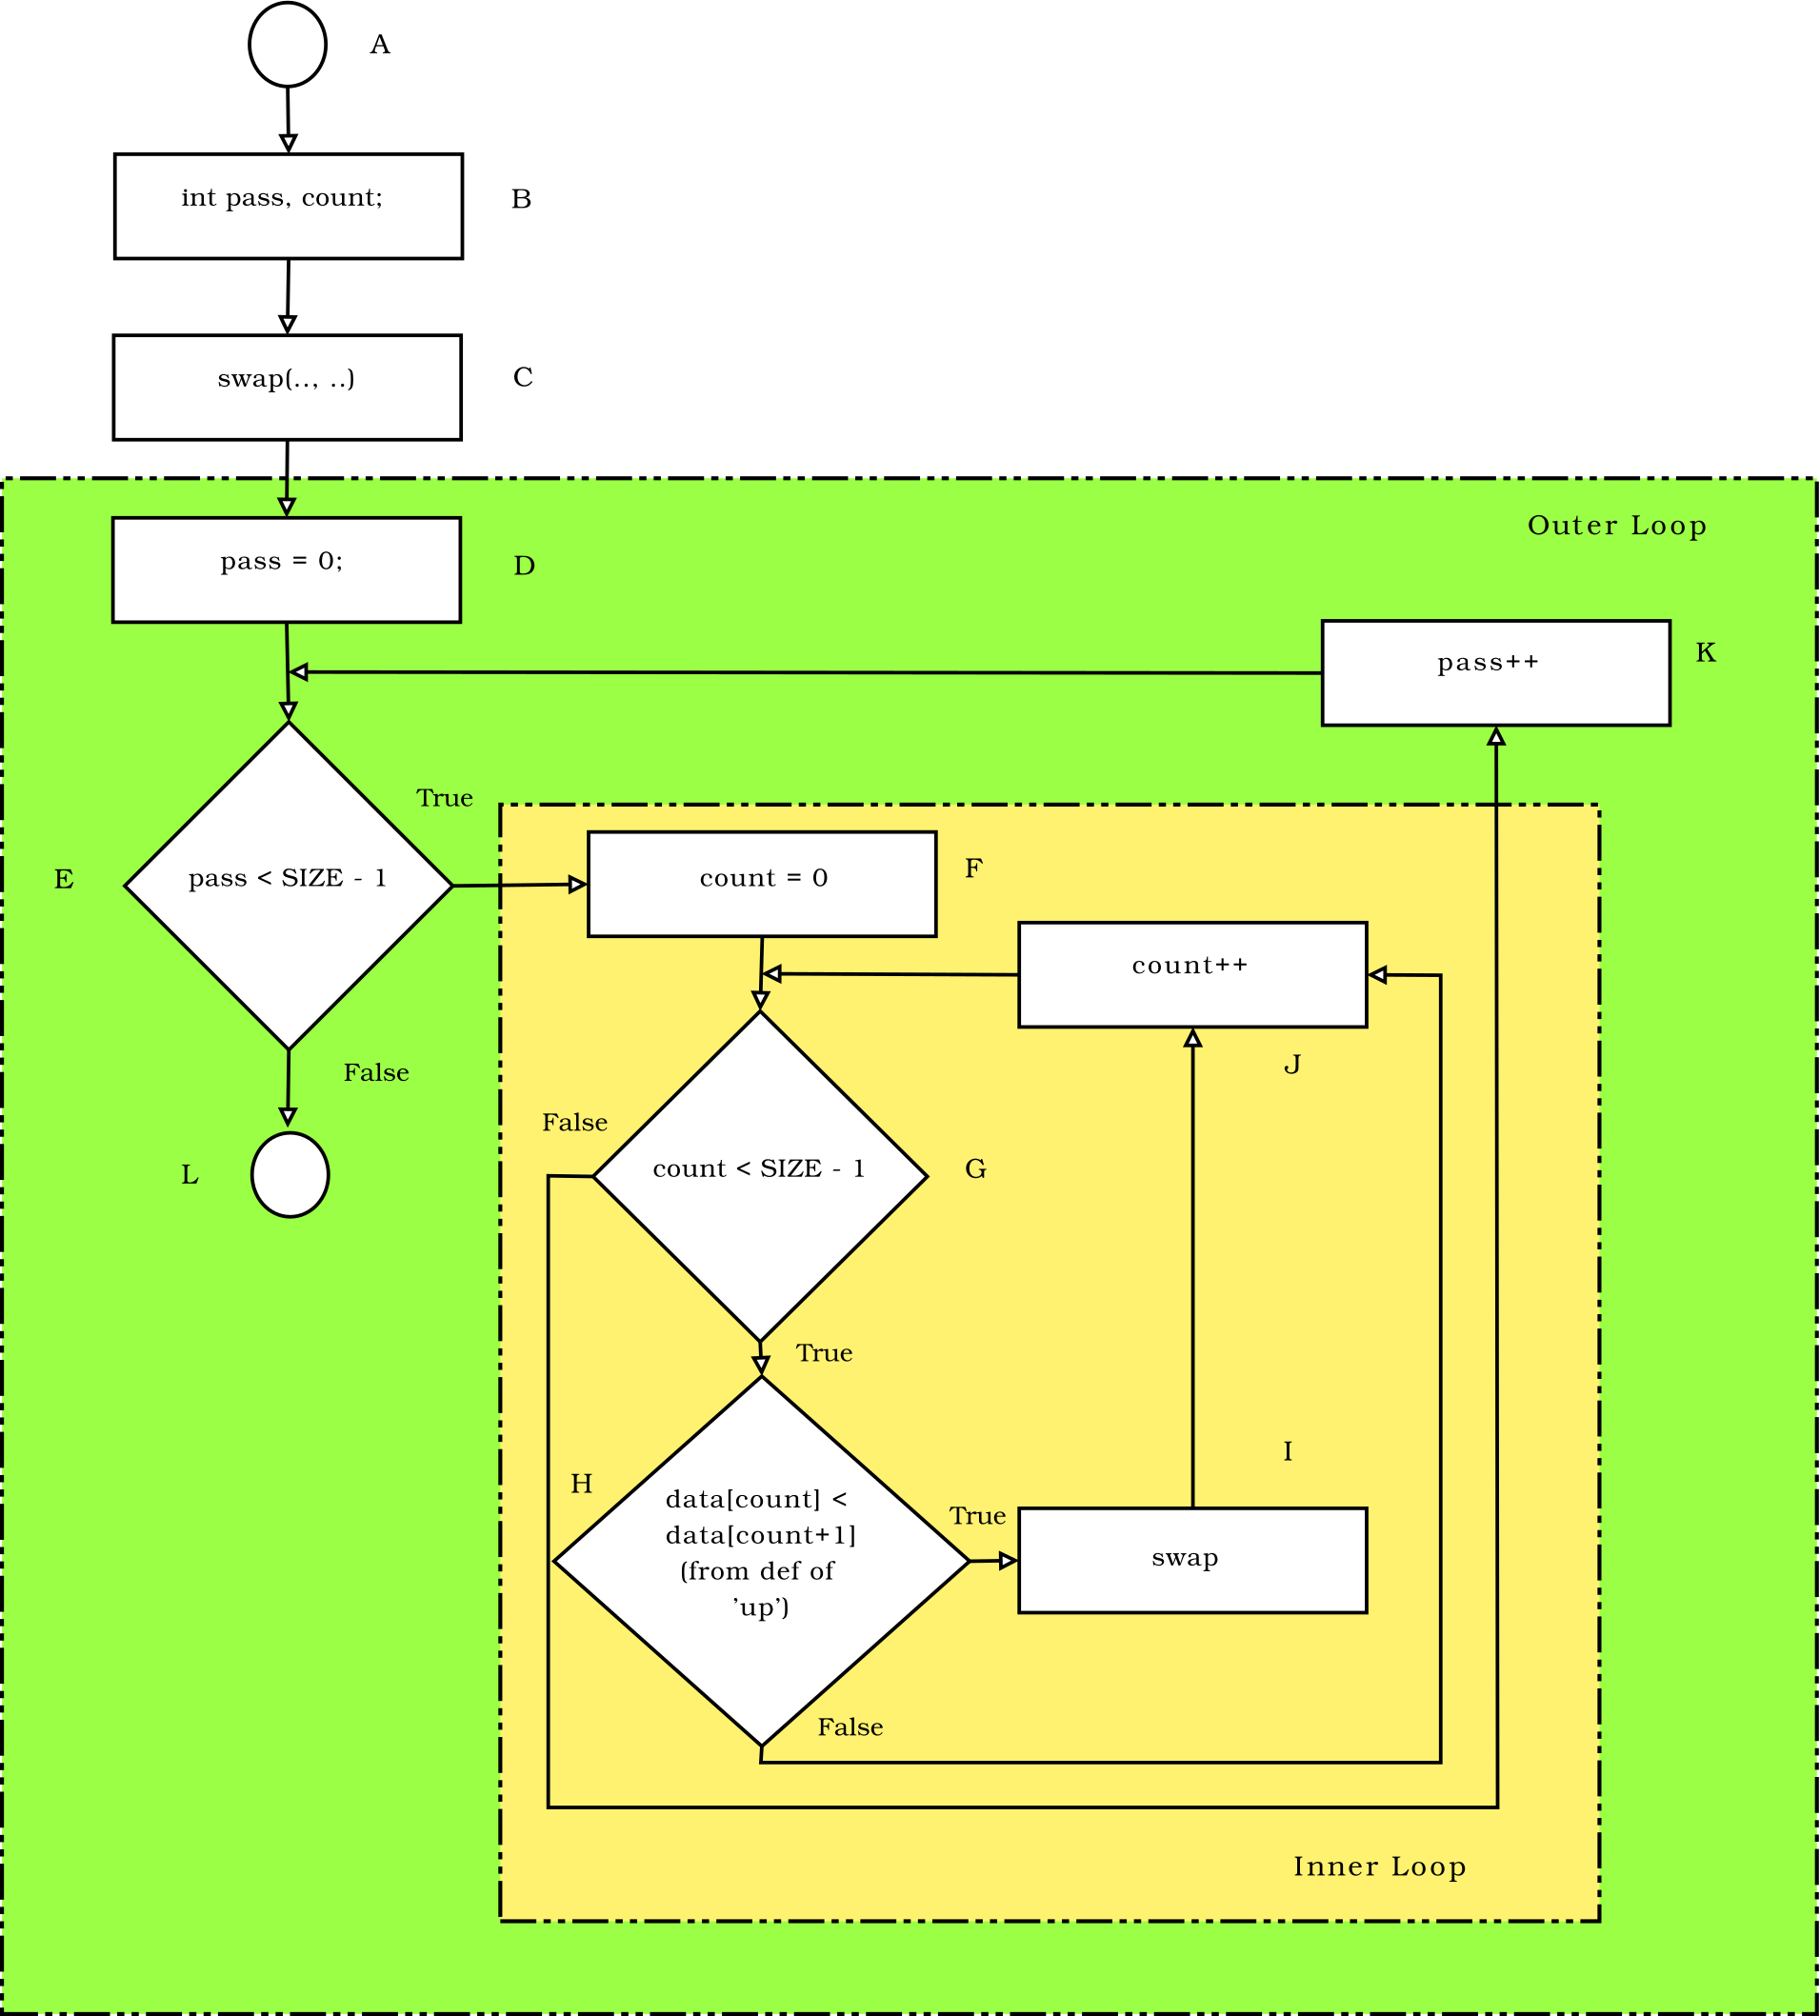 A
int pass, count;
B
swap(.., ..)
C
Outer Loop
pass = 0;
D
pass++
K
True
pass < SIZE - 1
E
count = 0
F
count++
J
False
False
count < SIZE - 1
G
L
True
H
data[count] <
data[count+1]
(from def of
'up')
True
I
swap
False
Inner Loop